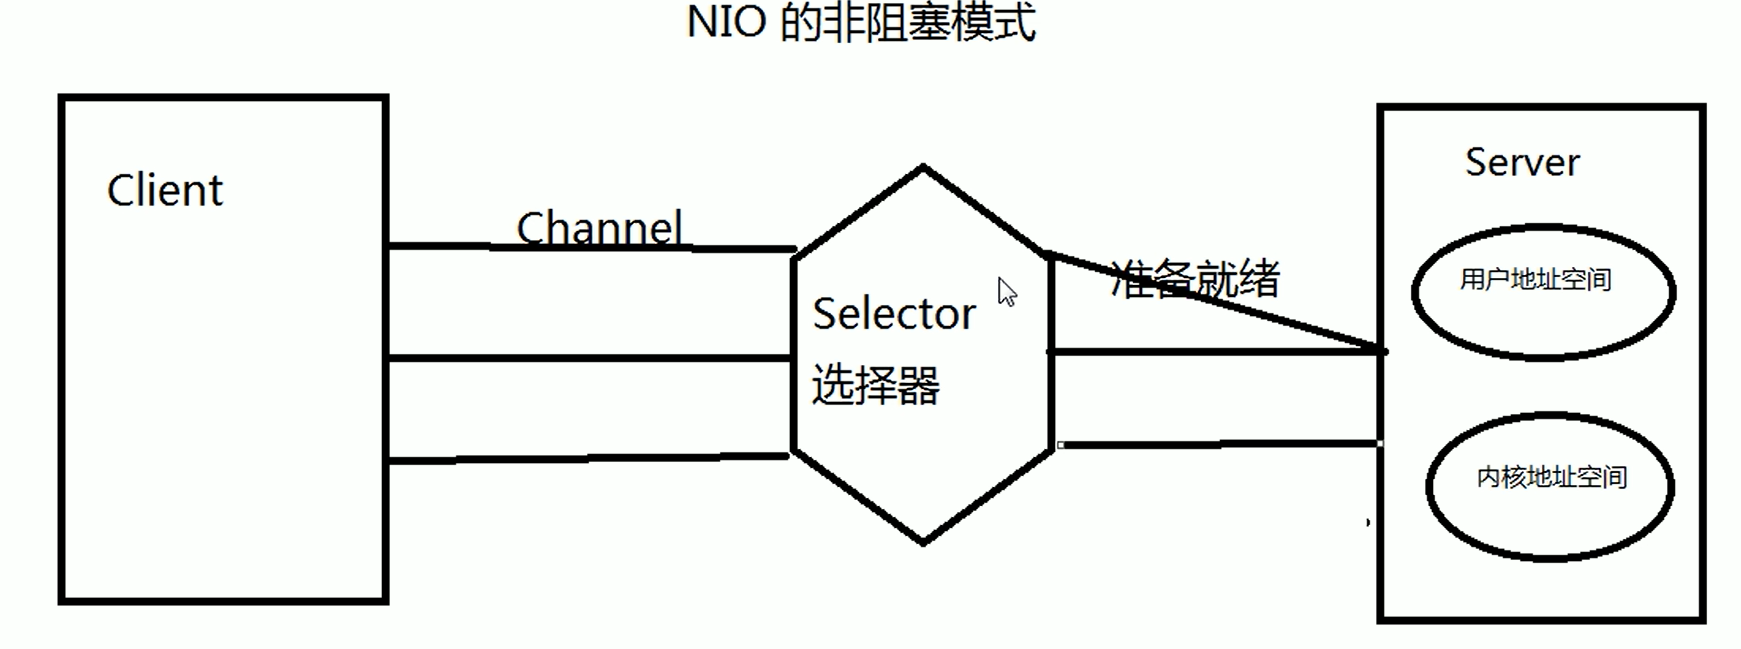 NIO 的非阻塞模式
Client
Channel
Selector
选择器
准备就绪
Server
用户地址空间
内核地址空间